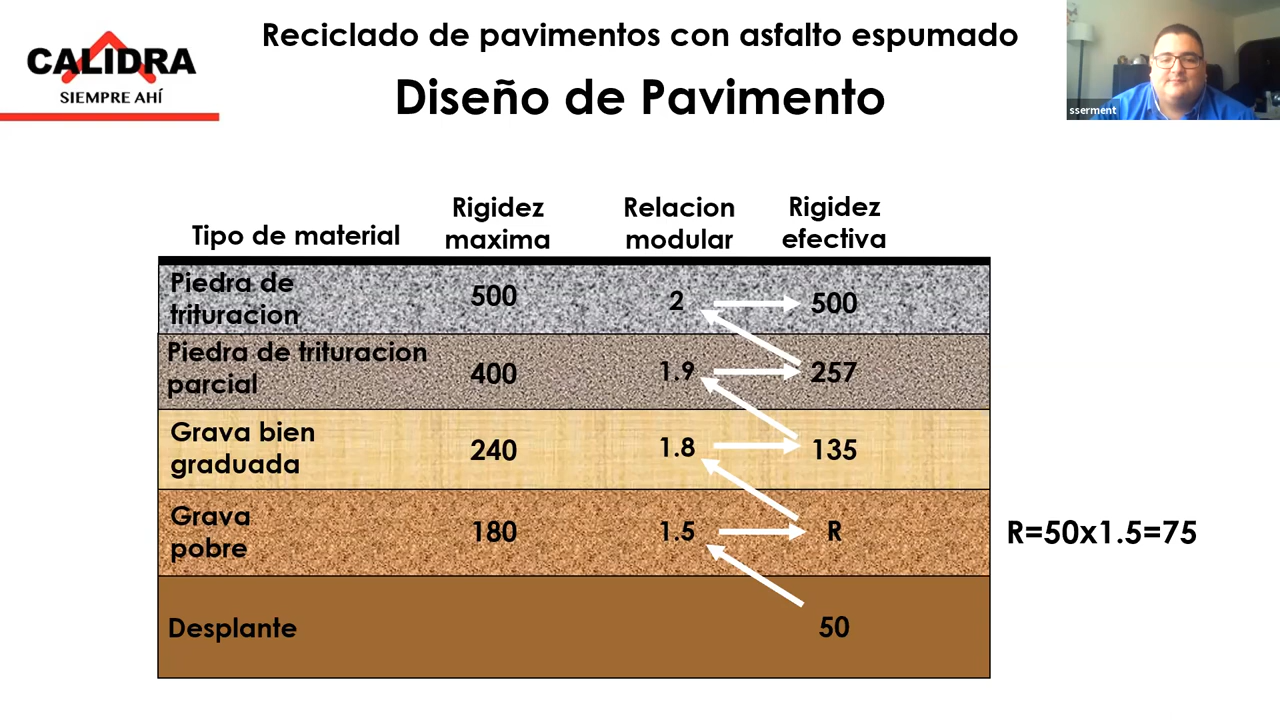 Reciclado de pavimentos con asfalto espumado
CALIDRA
SIEMPRE AHÍ
Diseño de Pavimento
sserment
Tipo de material
Rigidez
maxima
Relacion
modular
Rigidez
efectiva
Piedra de
trituracion
500
2
500
Piedra de trituracion
parcial
400
1.9
257
Grava bien
graduada
240
1.8
135
Grava
pobre
180
1.5
R
R=50x1.5=75
Desplante
50